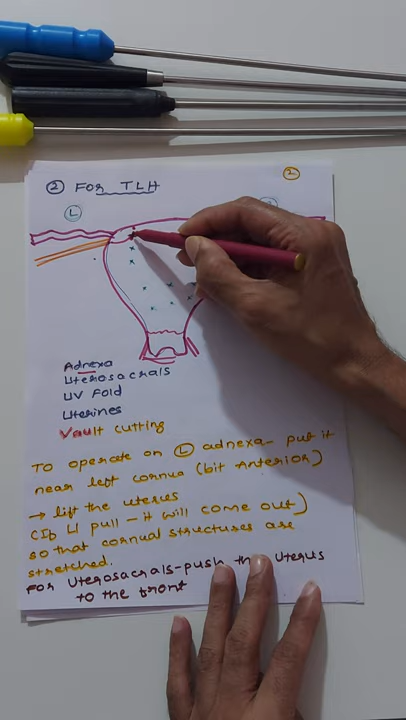 ② FOR TLH
2
L
Adnexa
Uterosacrals
UV Fold
Uterines
Vault cutting
To operate on Ⓛ adnexa put it
near left cornua (bit anterior)
→ lift the uterus
(Ib U pull - it will come out)
so that cornual structures are
stretched.
For Uterosacrals-push the uterus
to the front